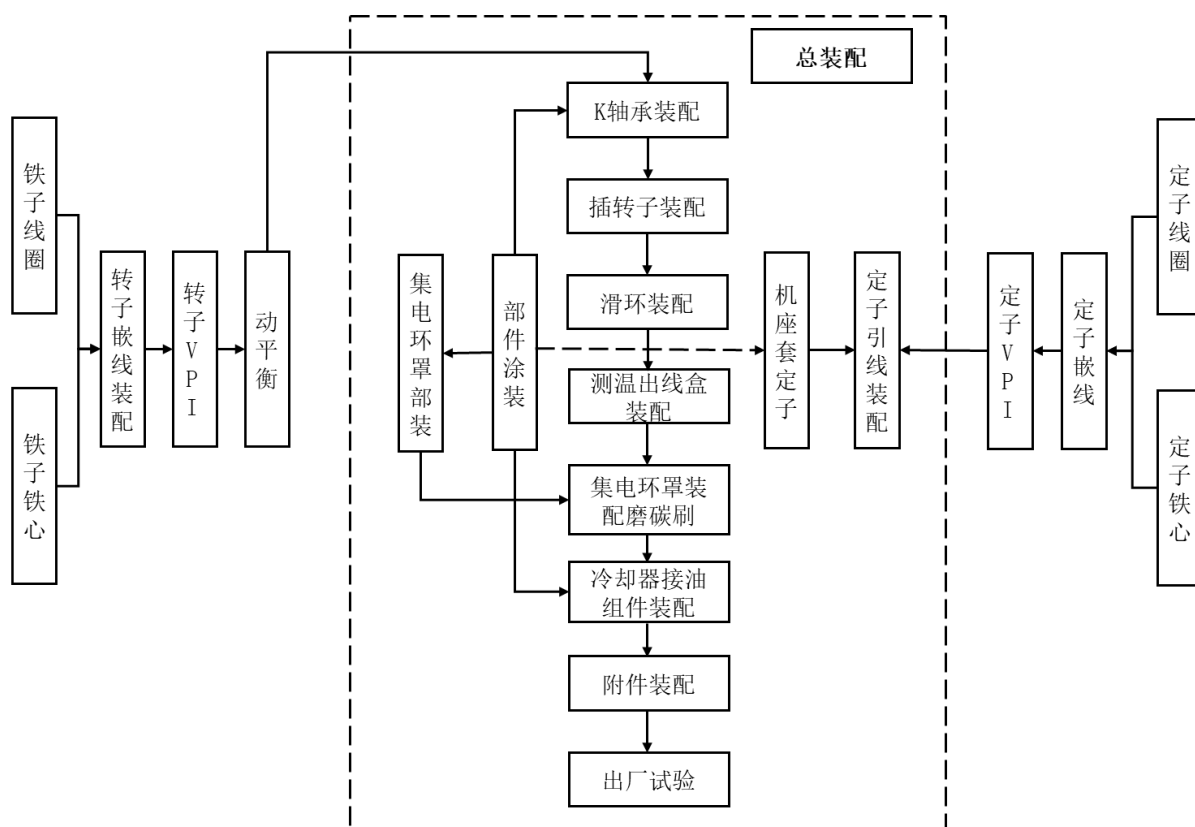 总装配
K轴承装配
插转子装配
滑环装配
测温出线盒
装配
集电环罩装
配磨碳刷
冷却器接油
组件装配
附件装配
出厂试验
铁子线圈
铁子铁心
转子嵌线装配
转子VPI
动平衡
集电环罩部装
部件涂装
机座套定子
定子引线装配
定子VPI
定子嵌线
定子线圈
定子铁心